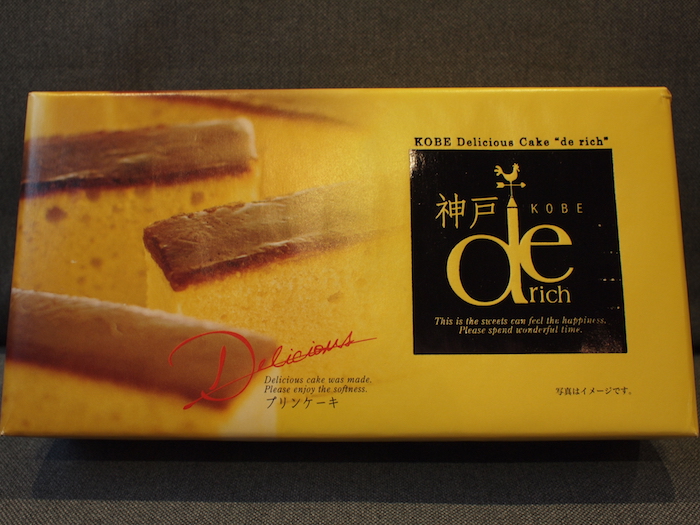 KOBE Delicious Cake "de rich"
神戸 KOBE
de
rich
This is the sweets can feel the happiness.
Please spend wonderful time.
Delicious
Delicious cake was made.
Please enjoy the softness.
プリンケーキ
写真はイメージです。